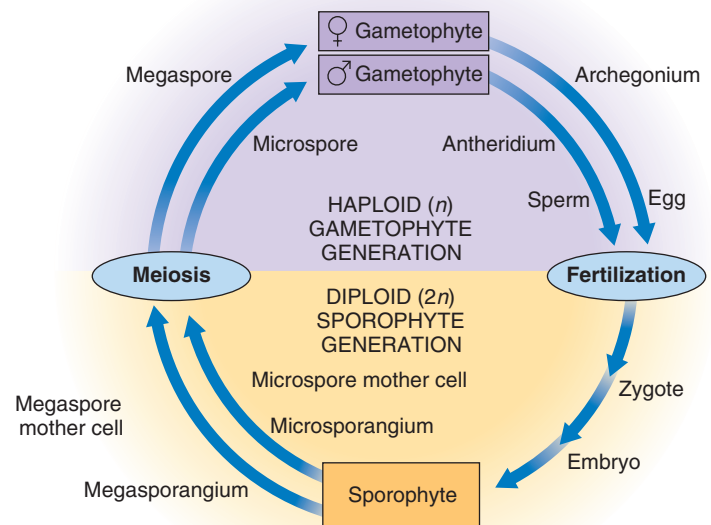 ♀ Gametophyte
♂ Gametophyte
Megaspore
Archegonium
Microspore
Antheridium
Sperm
Egg
HAPLOID (n)
GAMETOPHYTE
GENERATION
Meiosis
Fertilization
DIPLOID (2n)
SPOROPHYTE
GENERATION
Microspore mother cell
Zygote
Megaspore
mother cell
Microsporangium
Embryo
Megasporangium
Sporophyte